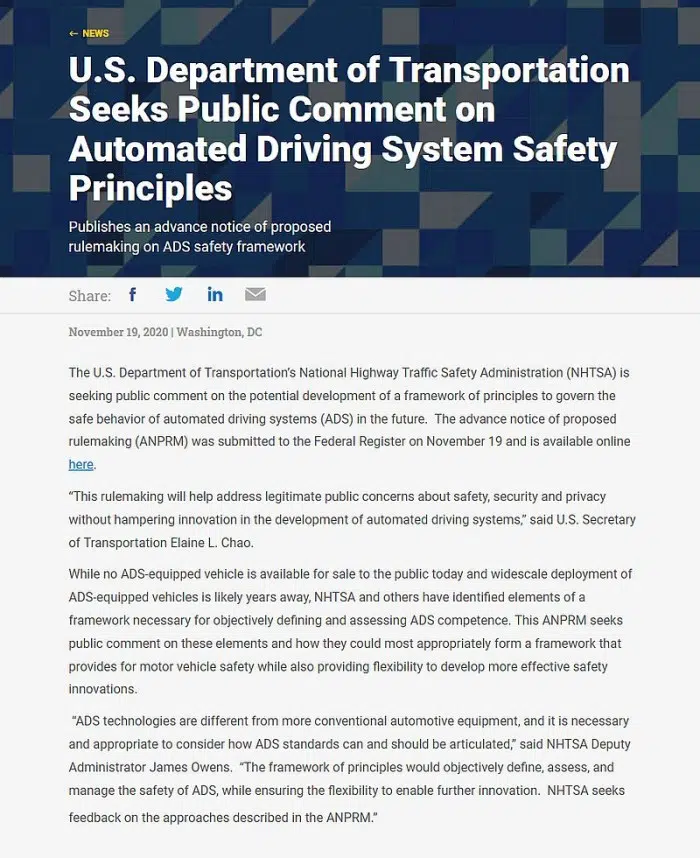 ← NEWS
U.S. Department of Transportation
Seeks Public Comment on
Automated Driving System Safety
Principles
Publishes an advance notice of proposed
rulemaking on ADS safety framework
Share: f in
November 19, 2020 | Washington, DC
The U.S. Department of Transportation's National Highway Traffic Safety Administration (NHTSA) is
seeking public comment on the potential development of a framework of principles to govern the
safe behavior of automated driving systems (ADS) in the future.  The advance notice of proposed
rulemaking (ANPRM) was submitted to the Federal Register on November 19 and is available online
here.
“This rulemaking will help address legitimate public concerns about safety, security and privacy
without hampering innovation in the development of automated driving systems,” said U.S. Secretary
of Transportation Elaine L. Chao.
While no ADS-equipped vehicle is available for sale to the public today and widescale deployment of
ADS-equipped vehicles is likely years away, NHTSA and others have identified elements of a
framework necessary for objectively defining and assessing ADS competence. This ANPRM seeks
public comment on these elements and how they could most appropriately form a framework that
provides for motor vehicle safety while also providing flexibility to develop more effective safety
innovations.
“ADS technologies are different from more conventional automotive equipment, and it is necessary
and appropriate to consider how ADS standards can and should be articulated,” said NHTSA Deputy
Administrator James Owens.  “The framework of principles would objectively define, assess, and
manage the safety of ADS, while ensuring the flexibility to enable further innovation.  NHTSA seeks
feedback on the approaches described in the ANPRM.”